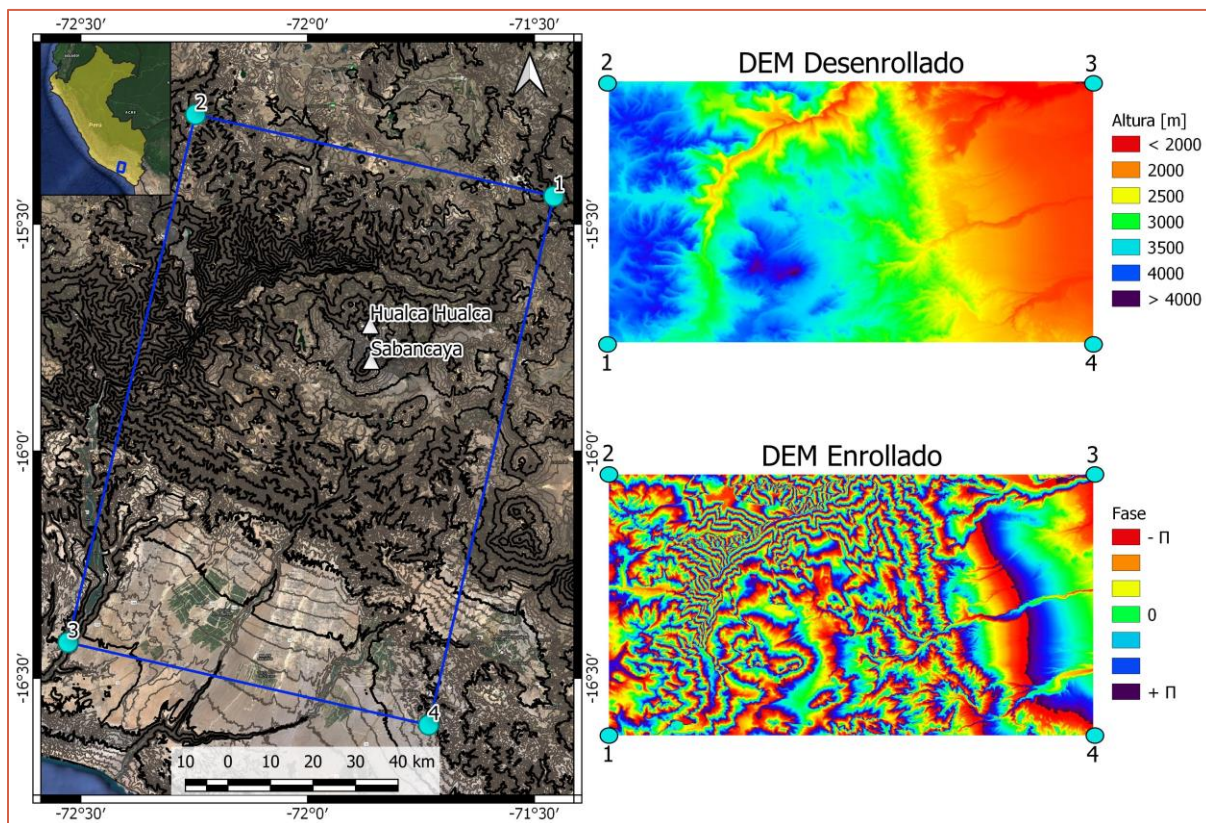 -72°30'
-72°0'
-71°30'
Perú
ACRE
2
1
-15°30'
-15°30'
Hualca Hualca
Sabancaya
-16°0'
-16°0'
3
-16°30'
-16°30'
4
10 0 10 20 30 40 km
-72°30'
-72°0'
-71°30'
DEM Desenrollado
2
3
1
4
Altura [m]
< 2000
2000
2500
3000
3500
4000
> 4000
DEM Enrollado
2
3
1
4
Fase
- Π
0
+ Π